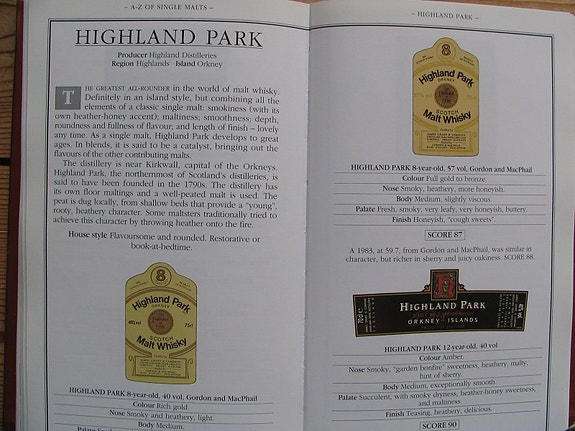 – A-Z OF SINGLE MALTS –
HIGHLAND PARK
Producer Highland Distilleries
Region Highlands Island Orkney
THE GREATEST ALL-ROUNDER in the world of malt whisky.
Definitely in an island style, but combining all the
elements of a classic single malt: smokiness (with its
own heather-honey accent); maltiness; smoothness; depth,
roundness and fullness of flavour; and length of finish – lovely
any time. As a single malt, Highland Park develops to great
ages. In blends, it is said to be a catalyst, bringing out the
flavours of the other contributing malts.
The distillery is near Kirkwall, capital of the Orkneys.
Highland Park, the northernmost of Scotland's distilleries, is
said to have been founded in the 1790s. The distillery has
its own floor maltings and a well-peated malt is used. The
peat is dug locally, from shallow beds that provide a "young",
rooty, heathery character. Some maltsters traditionally tried to
achieve this character by throwing heather onto the fire.
House style Flavoursome and rounded. Restorative or
book-at-bedtime.
8
Highland Park
ORKNEY
40%vol
75cl
SCOTCH
Malt Whisky
HIGHLAND PARK 8-year-old, 40 vol, Gordon and MacPhail
Colour Rich gold.
Nose Smoky and heathery, light.
Body Medium.
– HIGHLAND PARK –
8
Highland Park
ORKNEY
SCOTCH
Malt Whisky
HIGHLAND PARK 8-year-old, 57 vol, Gordon and MacPhail
Colour Full gold to bronze.
Nose Smoky, heathery, more honeyish.
Body Medium, slightly viscous.
Palate Fresh, smoky, very leafy, very honeyish, buttery.
Finish Honeyish, "cough sweets".
SCORE 87
A 1983, at 59.7, from Gordon and MacPhail, was similar in
character, but richer in sherry and juicy oakiness. SCORE 88.
HIGHLAND PARK
ORKNEY ISLANDS
70cl
HIGHLAND PARK 12-year-old, 40 vol
Colour Amber.
Nose Smoky, "garden bonfire" sweetness, heathery, malty,
hint of sherry.
Body Medium, exceptionally smooth.
Palate Succulent, with smoky dryness, heather-honey sweetness,
and maltiness.
Finish Teasing, heathery, delicious.
SCORE 90